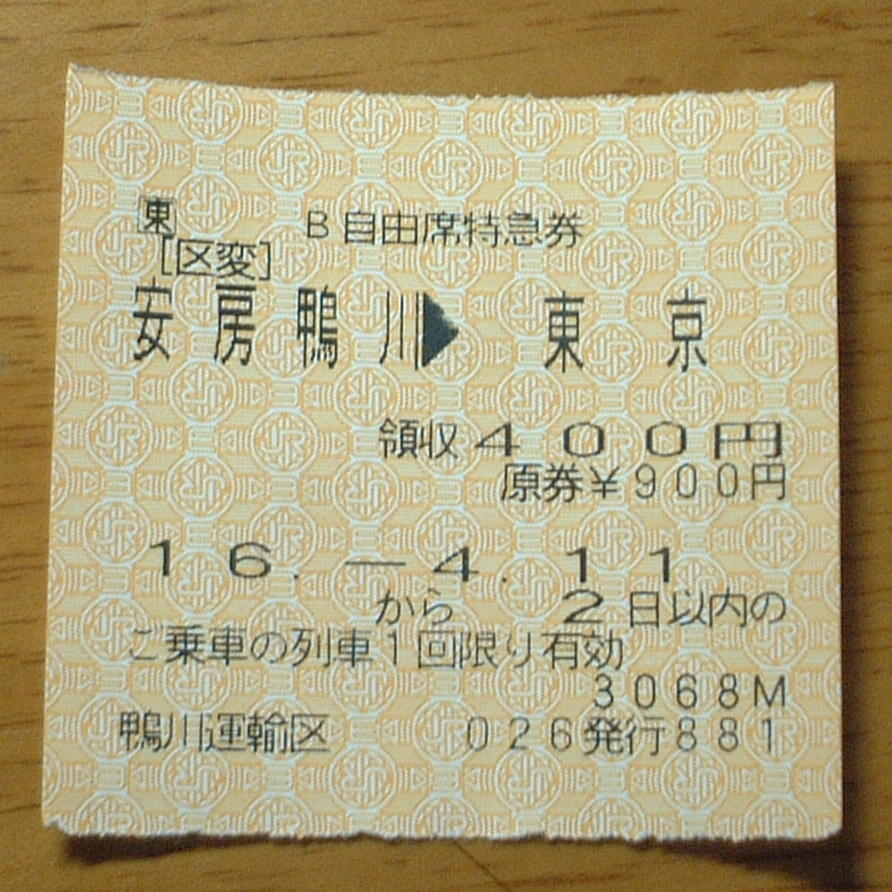 東 B自由席特急券
[区変]
安房鴨川▶東京
領収400円
原券¥900円
16.-4.11
から 2日以内の
ご乗車の列車1回限り有効
3068M
鴨川運輸区 026発行881